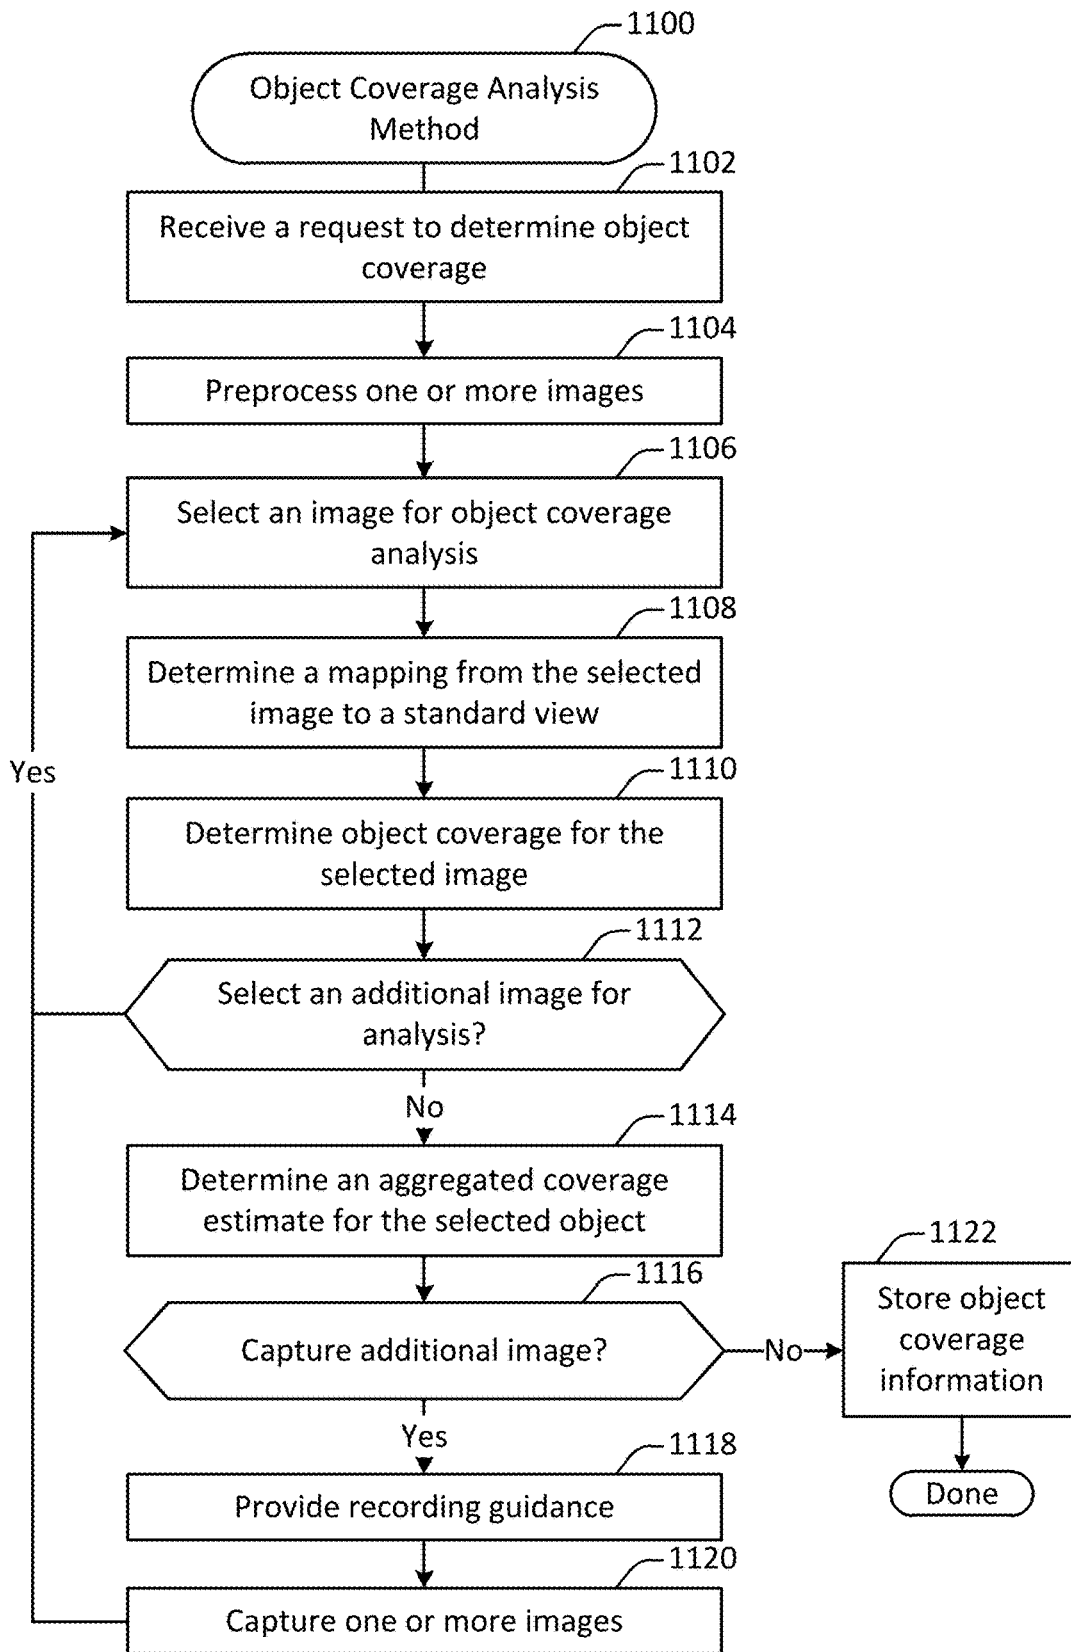 1100
Object Coverage Analysis
Method
1102
Receive a request to determine object
coverage
1104
Preprocess one or more images
1106
Select an image for object coverage
analysis
1108
Determine a mapping from the selected
image to a standard view
Yes
1110
Determine object coverage for the
selected image
1112
Select an additional image for
analysis?
No
1114
Determine an aggregated coverage
estimate for the selected object
1116
Capture additional image?
No
1122
Store object
coverage
information
Done
Yes
1118
Provide recording guidance
1120
Capture one or more images